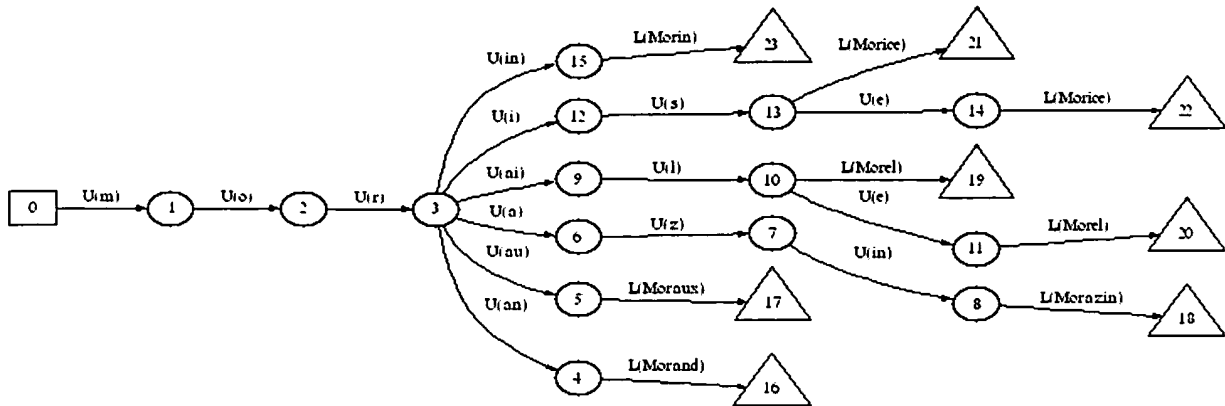 L(Morin)
23
L(Morice)
21
U(in)
15
U(i)
12
U(s)
13
U(e)
14
L(Morice)
22
U(ai)
9
U(l)
10
L(Morel)
19
U(e)
0
U(m)
1
U(o)
2
U(r)
3
U(a)
6
U(z)
7
U(in)
11
L(Morel)
20
U(au)
5
L(Moraux)
17
8
L(Morazin)
18
U(an)
4
L(Morand)
16